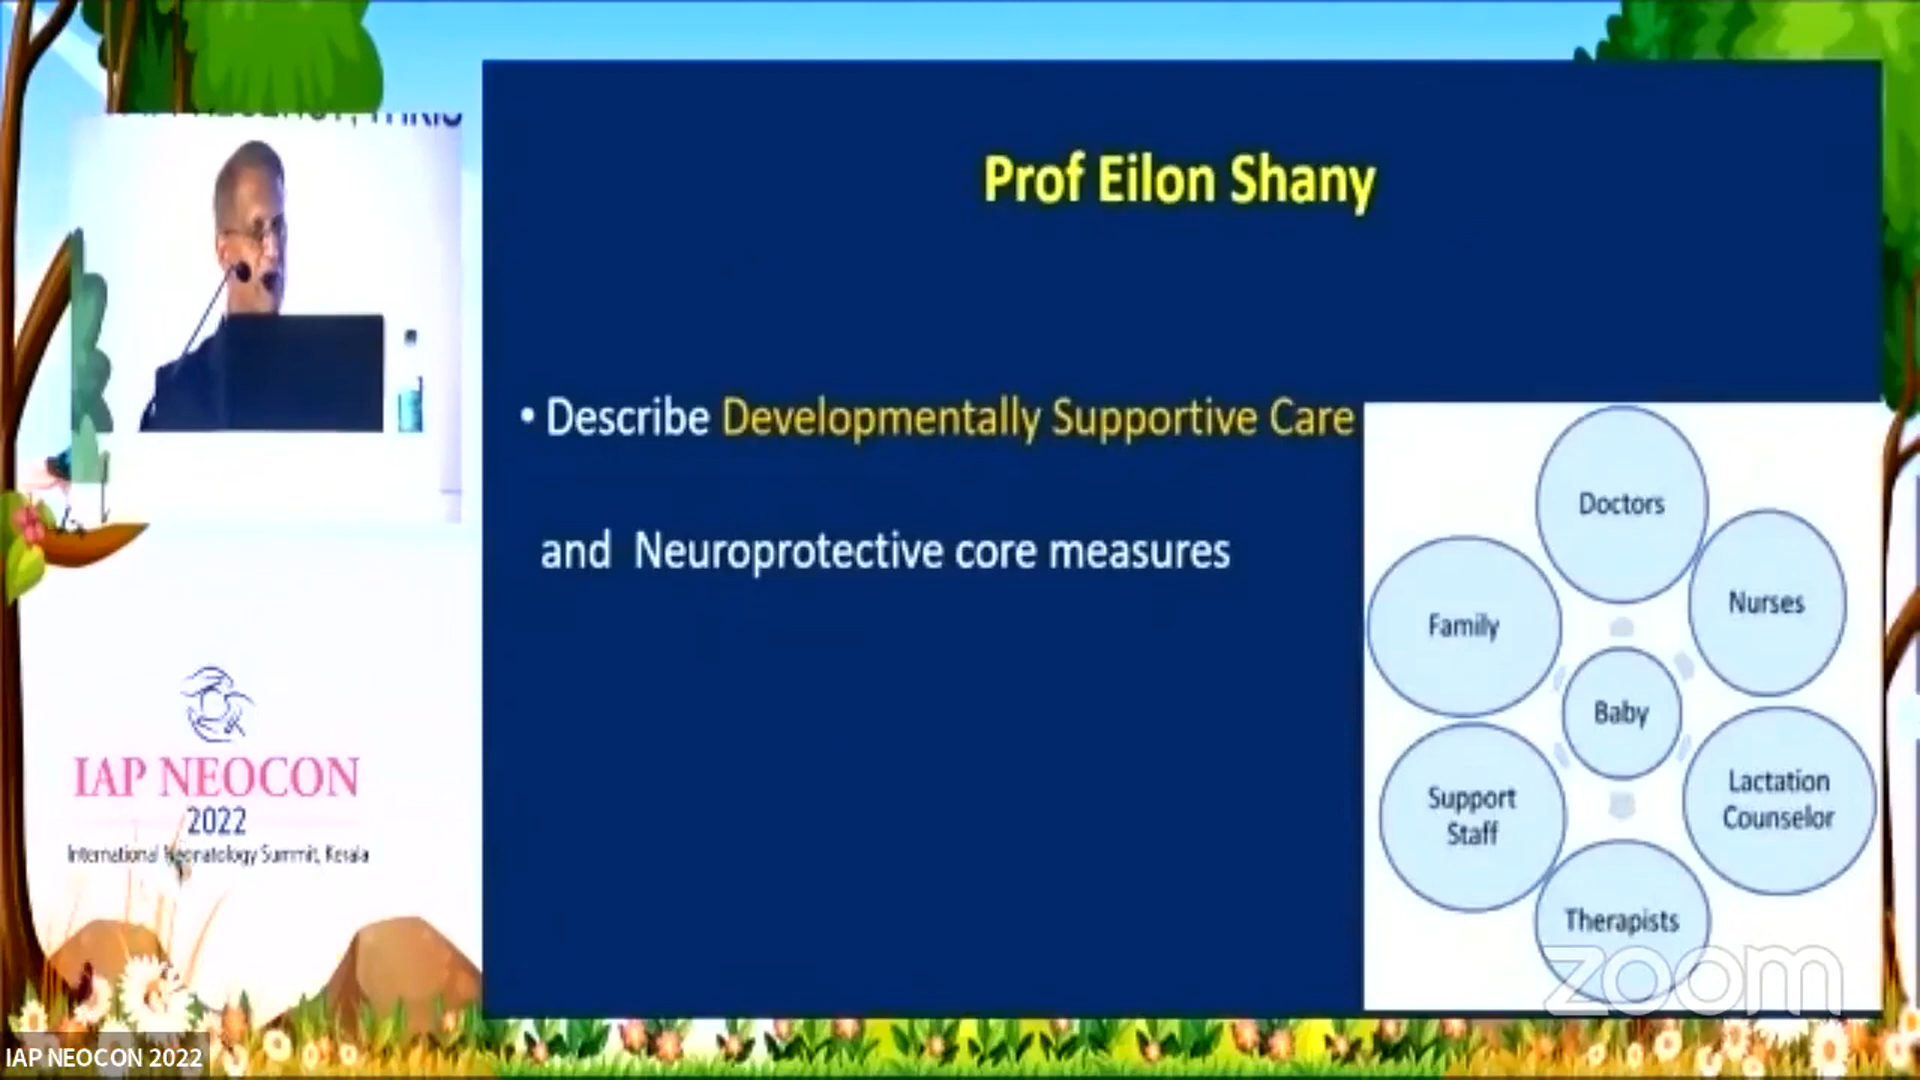 Prof Eilon Shany
• Describe Developmentally Supportive Care
and Neuroprotective core measures
Doctors
Nurses
Family
Baby
Lactation
Counselor
Support
Staff
Therapists
zoom
IAP NEOCON
2022
International Neonatology Summit, Kerala
IAP NEOCON 2022